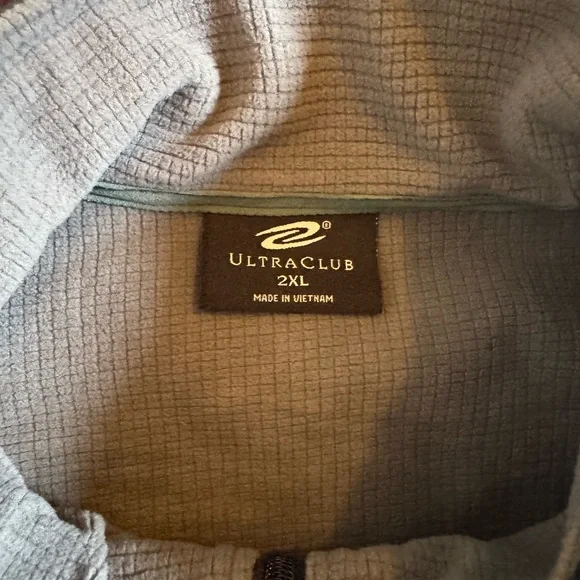 ®
ULTRACLUB
2XL
MADE IN VIETNAM